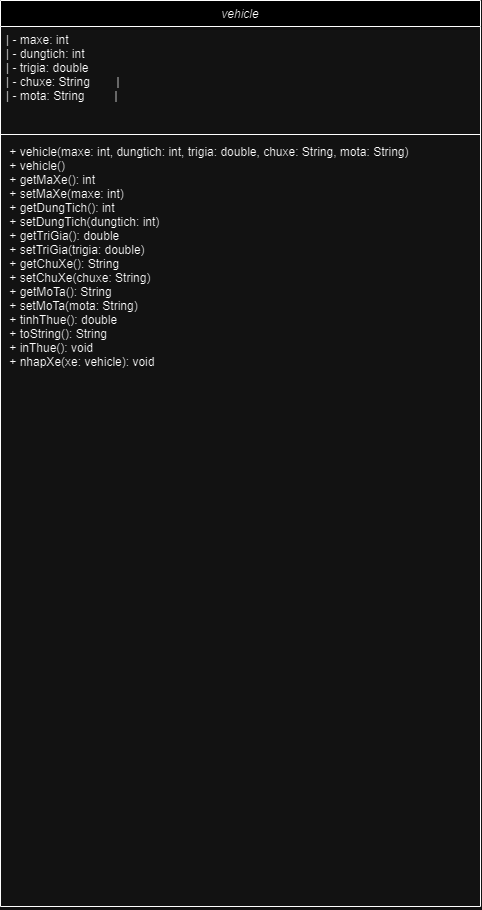 vehicle
| - maxe: int
| - dungtich: int
| - trigia: double
| - chuxe: String        |
| - mota: String         |
+ vehicle(maxe: int, dungtich: int, trigia: double, chuxe: String, mota: String)
+ vehicle()
+ getMaXe(): int
+ setMaXe(maxe: int)
+ getDungTich(): int
+ setDungTich(dungtich: int)
+ getTriGia(): double
+ setTriGia(trigia: double)
+ getChuXe(): String
+ setChuXe(chuxe: String)
+ getMoTa(): String
+ setMoTa(mota: String)
+ tinhThue(): double
+ toString(): String
+ inThue(): void
+ nhapXe(xe: vehicle): void